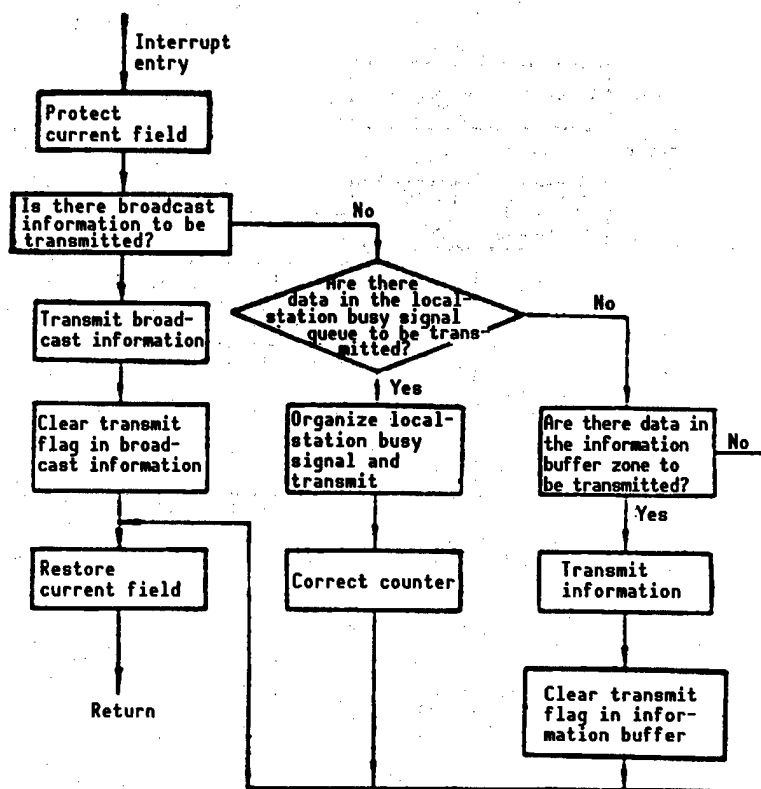 Interrupt
entry
Protect
current field
Is there broadcast
information to be
transmitted?
No
Are there
data in the local-
station busy signal
queue to be trans-
mitted?
No
Transmit broad-
cast information
Yes
Clear transmit
flag in broad-
cast information
Organize local-
station busy
signal and
transmit
Are there data in
the information
buffer zone to
be transmitted?
No
Yes
Restore
current field
Correct counter
Transmit
information
Return
Clear transmit
flag in infor-
mation buffer